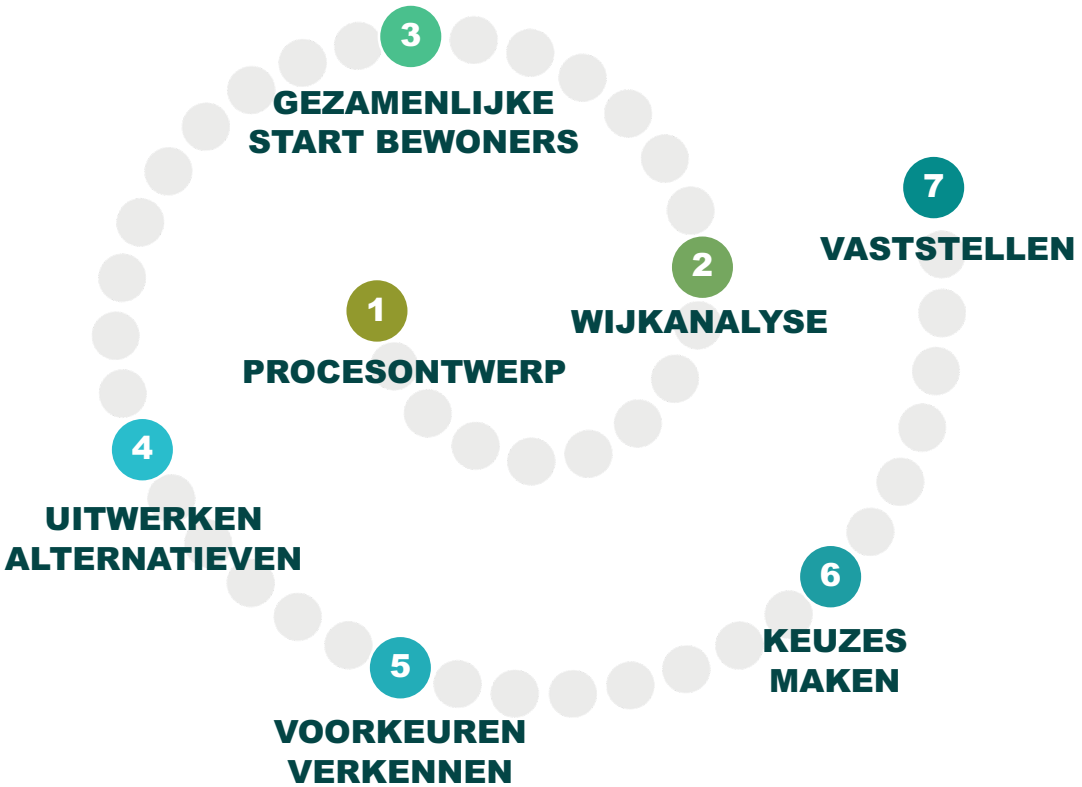 1
PROCESONTWERP
2
WIJKANALYSE
3
GEZAMENLIJKE
START BEWONERS
4
UITWERKEN
ALTERNATIEVEN
5
VOORKEUREN
VERKENNEN
6
KEUZES
MAKEN
7
VASTSTELLEN